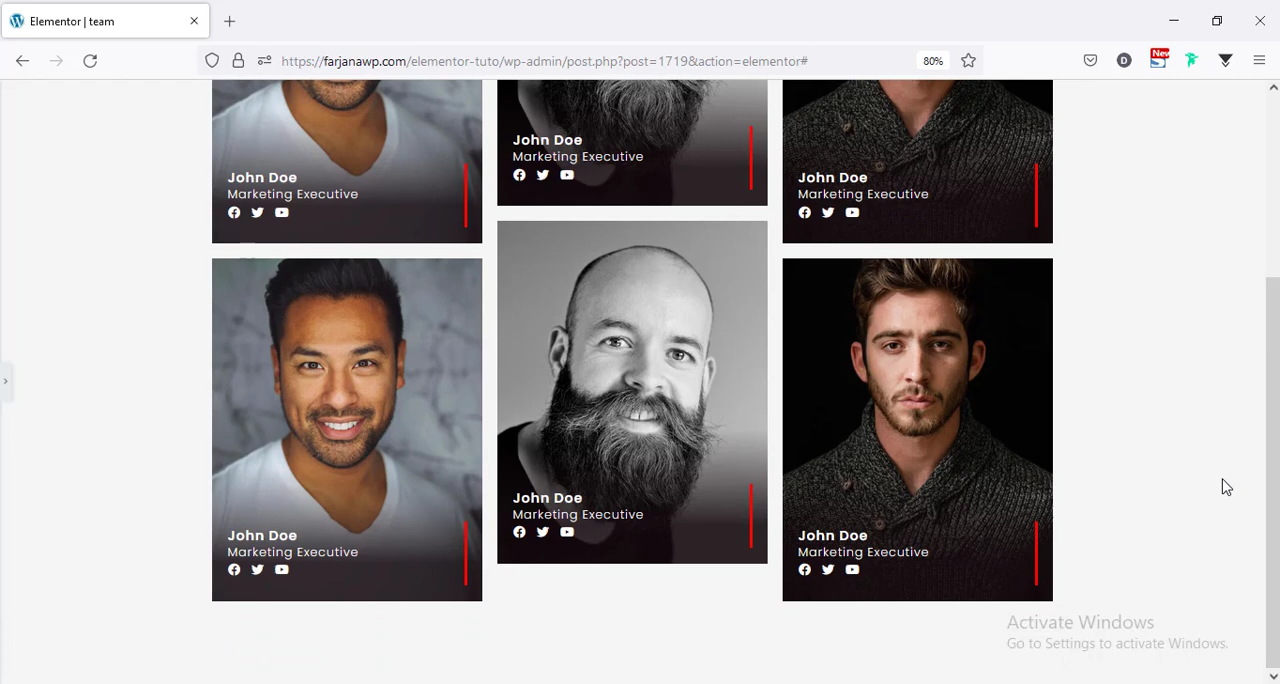 Elementor | team
New
https://farjanawp.com/elementor-tuto/wp-admin/post.php?post=1719&action=elementor#
80%
D
John Doe
Marketing Executive
John Doe
Marketing Executive
John Doe
Marketing Executive
John Doe
Marketing Executive
John Doe
Marketing Executive
John Doe
Marketing Executive
Activate Windows
Go to Settings to activate Windows.